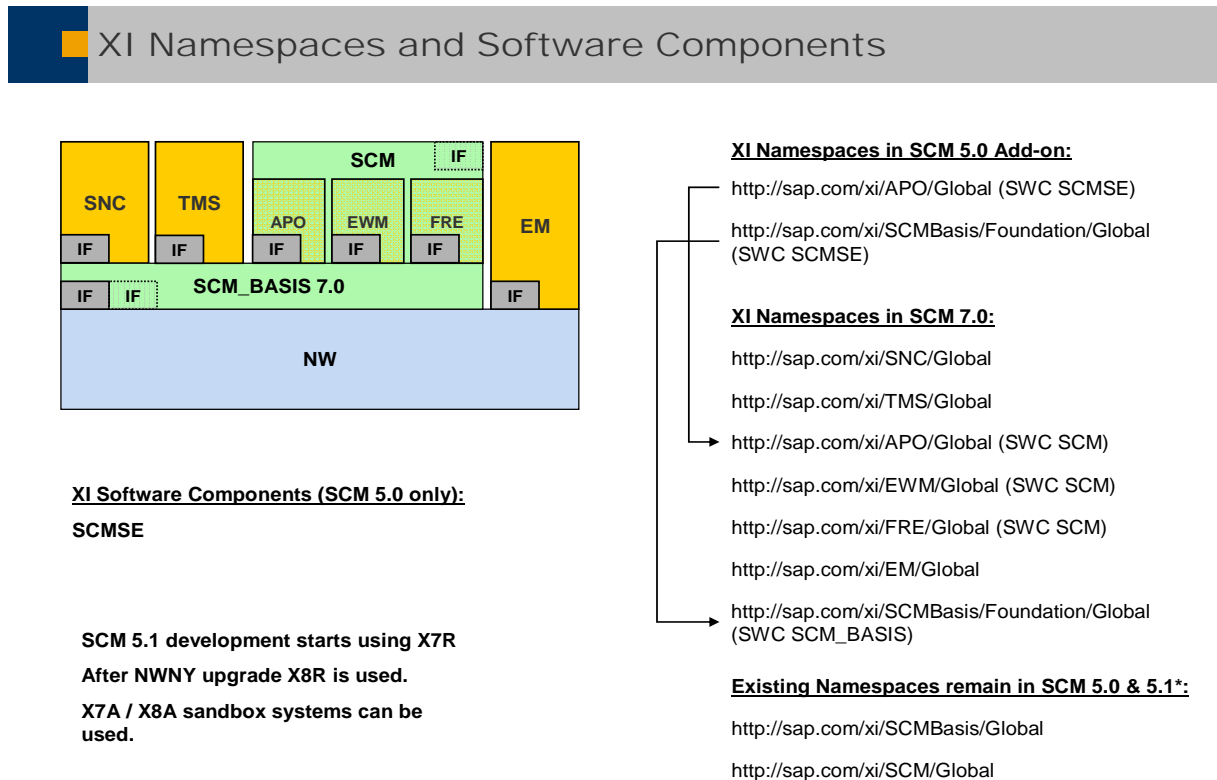 XI Namespaces and Software Components
SCM
IF
SNC
TMS
APO
EWM
FRE
EM
IF
IF
IF
IF
IF
SCM_BASIS 7.0
IF
IF
IF
NW
XI Software Components (SCM 5.0 only):
SCMSE
SCM 5.1 development starts using X7R
After NWNY upgrade X8R is used.
X7A / X8A sandbox systems can be
used.
XI Namespaces in SCM 5.0 Add-on:
http://sap.com/xi/APO/Global (SWC SCMSE)
http://sap.com/xi/SCMBasis/Foundation/Global
(SWC SCMSE)
XI Namespaces in SCM 7.0:
http://sap.com/xi/SNC/Global
http://sap.com/xi/TMS/Global
http://sap.com/xi/APO/Global (SWC SCM)
http://sap.com/xi/EWM/Global (SWC SCM)
http://sap.com/xi/FRE/Global (SWC SCM)
http://sap.com/xi/EM/Global
http://sap.com/xi/SCMBasis/Foundation/Global
(SWC SCM_BASIS)
Existing Namespaces remain in SCM 5.0 & 5.1*:
http://sap.com/xi/SCMBasis/Global
http://sap.com/xi/SCM/Global